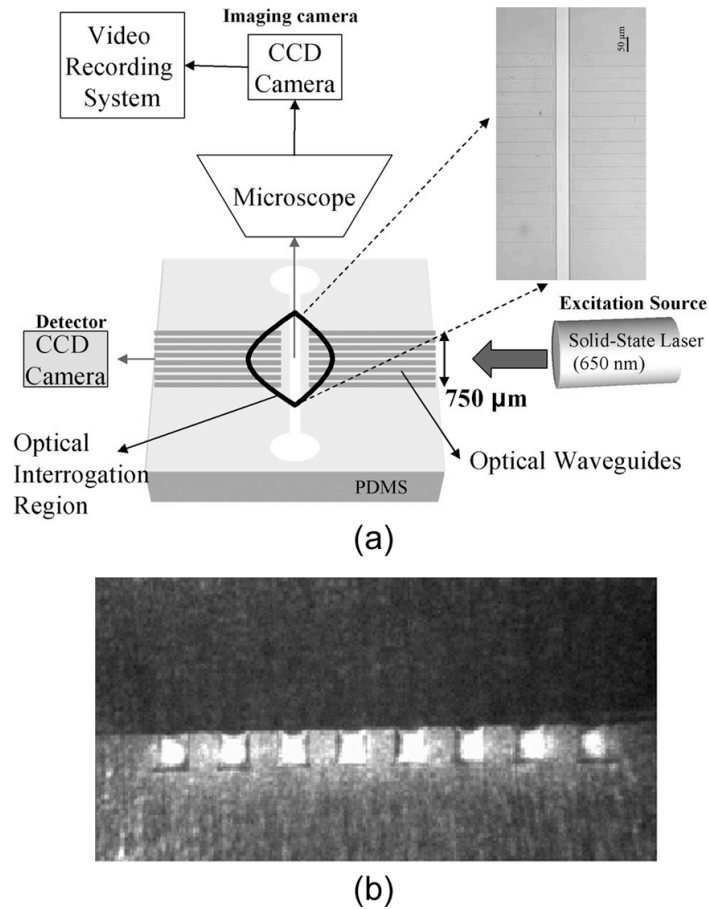 Imaging camera
Video
Recording
System
CCD
Camera
50 µm
Microscope
Excitation Source
Detector
CCD
Camera
Solid-State Laser
(650 nm)
750 µm
Optical
Interrogation
Region
Optical Waveguides
PDMS
(a)
(b)